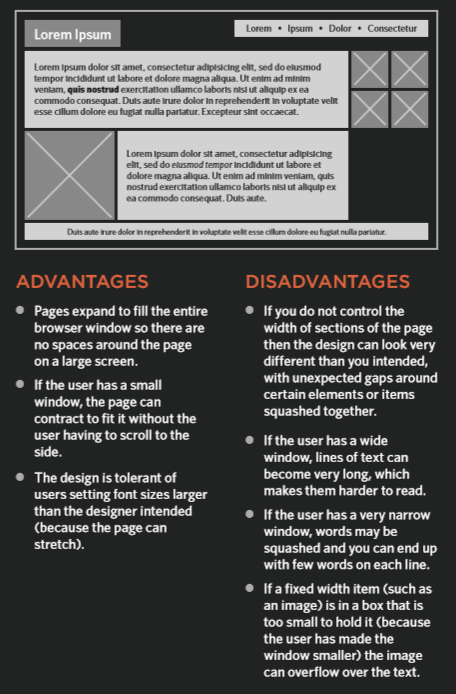 Lorem Ipsum
Lorem • Ipsum • Dolor • Consectetur
Lorem ipsum dolor sit amet, consectetur adipisicing elit, sed do eiusmod
tempor incididunt ut labore et dolore magna aliqua. Ut enim ad minim
veniam, quis nostrud exercitation ullamco laboris nisi ut aliquip ex ea
commodo consequat. Duis aute irure dolor in reprehenderit in voluptate velit
esse cillum dolore eu fugiat nulla pariatur. Excepteur sint occaecat.
Lorem ipsum dolor sit amet, consectetur adipisicing
elit, sed do eiusmod tempor incididunt ut labore et
dolore magna aliqua. Ut enim ad minim veniam, quis
nostrud exercitation ullamco laboris nisi ut aliquip ex
ea commodo consequat. Duis aute.
Duis aute irure dolor in reprehenderit in voluptate velit esse cillum dolore eu fugiat nulla pariatur.
ADVANTAGES
Pages expand to fill the entire
browser window so there are
no spaces around the page
on a large screen.
If the user has a small
window, the page can
contract to fit it without the
user having to scroll to the
side.
The design is tolerant of
users setting font sizes larger
than the designer intended
(because the page can
stretch).
DISADVANTAGES
If you do not control the
width of sections of the page
then the design can look very
different than you intended,
with unexpected gaps around
certain elements or items
squashed together.
If the user has a wide
window, lines of text can
become very long, which
makes them harder to read.
If the user has a very narrow
window, words may be
squashed and you can end up
with few words on each line.
If a fixed width item (such as
an image) is in a box that is
too small to hold it (because
the user has made the
window smaller) the image
can overflow over the text.